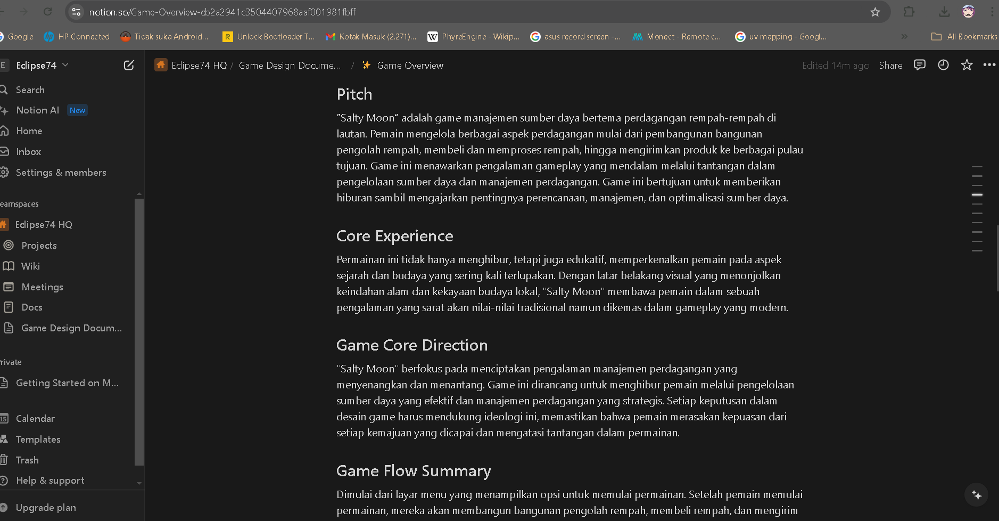 notion.so/Game-Overview-cb2a2941c3504407968aaf001981fbff
Google
HP Connected
Tidak suka Android...
Unlock Bootloader T...
Kotak Masuk (2.271)...
PhyreEngine - Wikip...
asus record screen -...
Monect - Remote c...
uv mapping - Googl...
»
All Bookmarks
E
Eclipse74
Search
Notion AI New
Home
Inbox
Settings & members
eamspaces
Eclipse74 HQ
Projects
Wiki
Meetings
Docs
Game Design Docum...
rivate
Getting Started on M...
15
Calendar
Templates
Trash
Help & support
Upgrade plan
Eclipse74 HQ / Game Design Docume... / Game Overview
Edited 14m ago
Share
Pitch
”Salty Moon“ adalah game manajemen sumber daya bertema perdagangan rempah-rempah di
lautan. Pemain mengelola berbagai aspek perdagangan mulai dari pembangunan bangunan
pengolah rempah, membeli dan memproses rempah, hingga mengirimkan produk ke berbagai pulau
tujuan. Game ini menawarkan pengalaman gameplay yang mendalam melalui tantangan dalam
pengelolaan sumber daya dan manajemen perdagangan. Game ini bertujuan untuk memberikan
hiburan sambil mengajarkan pentingnya perencanaan, manajemen, dan optimalisasi sumber daya.
Core Experience
Permainan ini tidak hanya menghibur, tetapi juga edukatif, memperkenalkan pemain pada aspek
sejarah dan budaya yang sering kali terlupakan. Dengan latar belakang visual yang menonjolkan
keindahan alam dan kekayaan budaya lokal, "Salty Moon" membawa pemain dalam sebuah
pengalaman yang sarat akan nilai-nilai tradisional namun dikemas dalam gameplay yang modern.
Game Core Direction
"Salty Moon" berfokus pada menciptakan pengalaman manajemen perdagangan yang
menyenangkan dan menantang. Game ini dirancang untuk menghibur pemain melalui pengelolaan
sumber daya yang efektif dan manajemen perdagangan yang strategis. Setiap keputusan dalam
desain game harus mendukung ideologi ini, memastikan bahwa pemain merasakan kepuasan dari
setiap kemajuan yang dicapai dan mengatasi tantangan dalam permainan.
Game Flow Summary
Dimulai dari layar menu yang menampilkan opsi untuk memulai permainan. Setelah pemain memulai
permainan, mereka akan membangun bangunan pengolah rempah, membeli rempah, dan mengirim